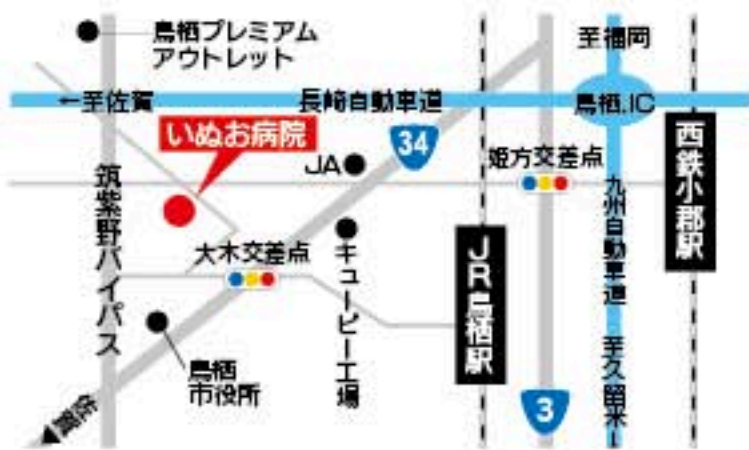 鳥栖プレミアム
アウトレット
至福岡
←至佐賀
長崎自動車道
鳥栖.IC
いぬお病院
34
JA
姫方交差点
西鉄小郡駅
筑紫野バイパス
九州自動車道
大木交差点
キューピー工場
JR鳥栖駅
鳥栖
市役所
至久留米
3
佐賀